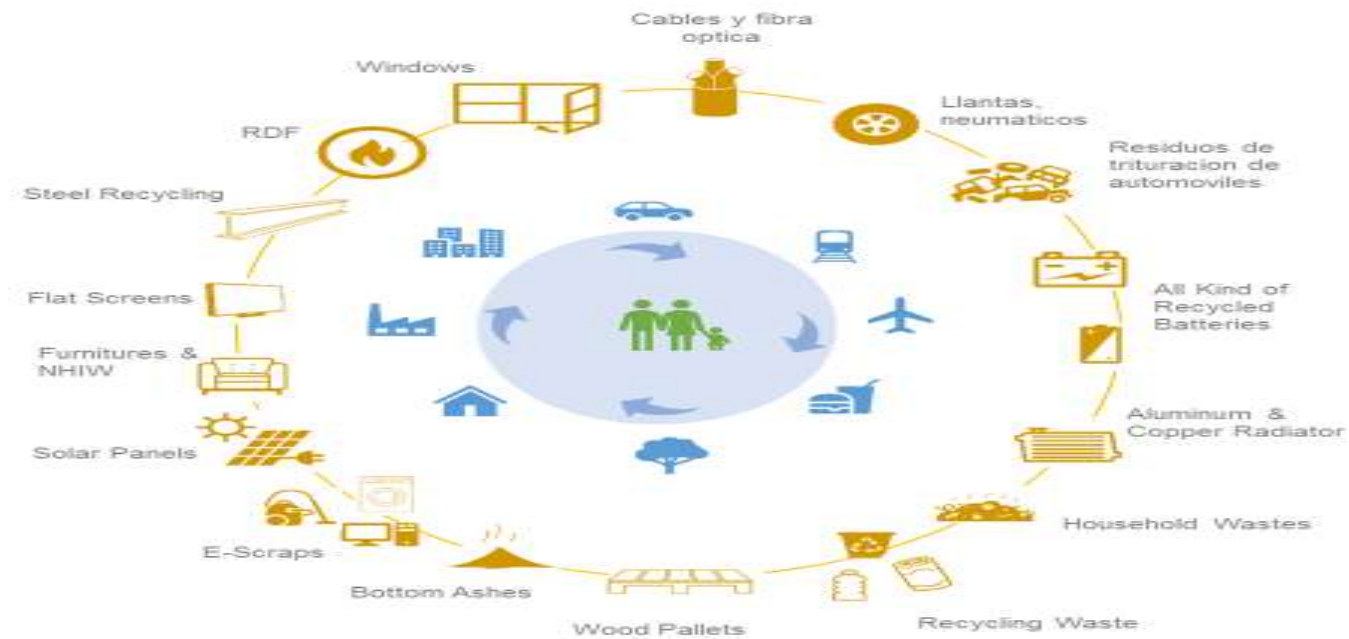 Cables y fibra
optica
Windows
Llantas,
neumaticos
RDF
Residuos de
trituracion de
automoviles
Steel Recycling
Flat Screens
All Kind of
Recycled
Batteries
Furnitures &
NHIW
Aluminum &
Copper Radiator
Solar Panels
Household Wastes
E-Scraps
Bottom Ashes
Wood Pallets
Recycling Waste